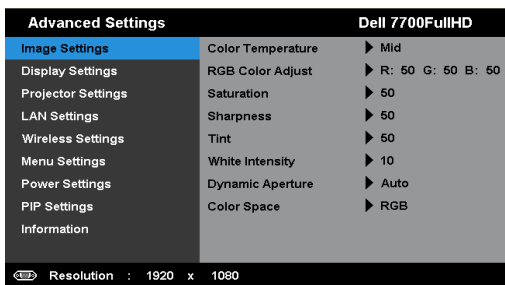 Advanced Settings Dell 7700FullHD
Image Settings Color Temperature Mid
Display Settings RGB Color Adjust R: 50 G: 50 B: 50
Projector Settings Saturation 50
LAN Settings Sharpness 50
Wireless Settings Tint 50
Menu Settings White Intensity 10
Power Settings Dynamic Aperture Auto
PIP Settings Color Space RGB
Information
Resolution : 1920 x 1080